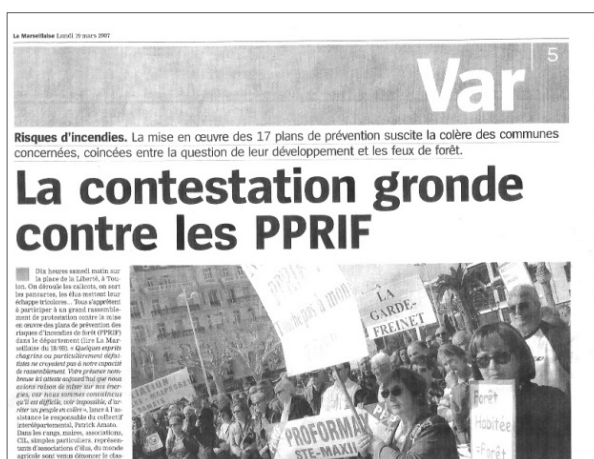 La Marseillaise Lundi 19 mars 2007
Var
5
Risques d'incendies. La mise en œuvre des 17 plans de prévention suscite la colère des communes
concernées, coincées entre la question de leur développement et les feux de forêt.
La contestation gronde
contre les PPRIF
Dix heures samedi matin sur
la place de la Liberté, à Tou-
lon. On déroule les calicots, on sort
les pancartes, les élus mettent leur
écharpe tricolores... Tous s'apprêtent
à participer à un grand rassemble-
ment de protestation contre la mise
en œuvre des plans de prévention des
risques d'incendies de forêt (PPRIF)
dans le département (lire La Mar-
seillaise du 18/03). « Quelques esprits
chagrins ou particulièrement défai-
tistes ne croyaient pas à notre capacité
de rassemblement. Votre présence nom-
breuse ici atteste aujourd'hui que nous
avions raison de miser sur nos éner-
gies, car nous sommes convaincus
qu'il est difficile, voir impossible, d'ar-
rêter un peuple en colère », lance à l'as-
sistance le responsable du collectif
interdépartemental, Patrick Amato.
Dans les rangs, maires, associations,
CIL, simples particuliers, représen-
tants d'associations d'élus, du monde
agricole sont venus dénoncer le clas-
à mon
LA
GARDE-
FREINET
PROFORMAN
STE-MAXI
Forêt
Habitée
=Forêt